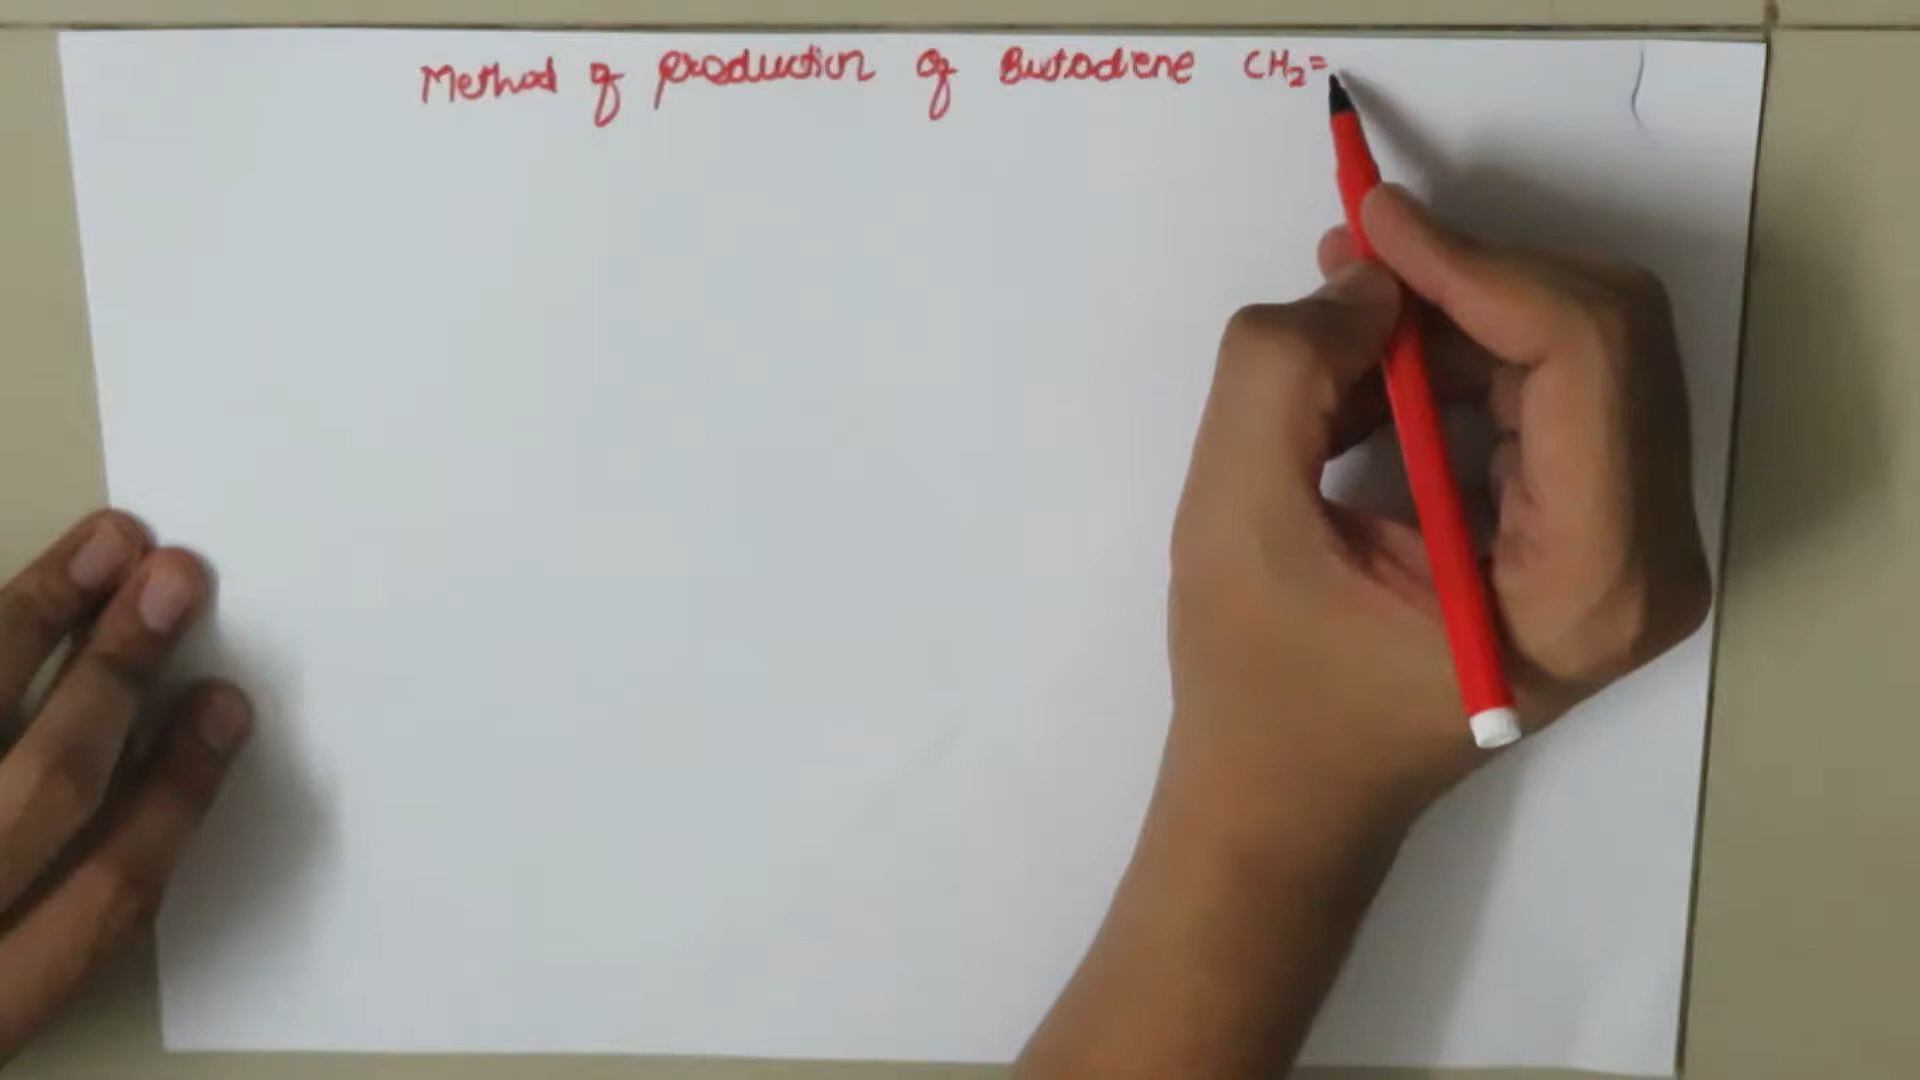 Method of production of Butadiene CH₂=